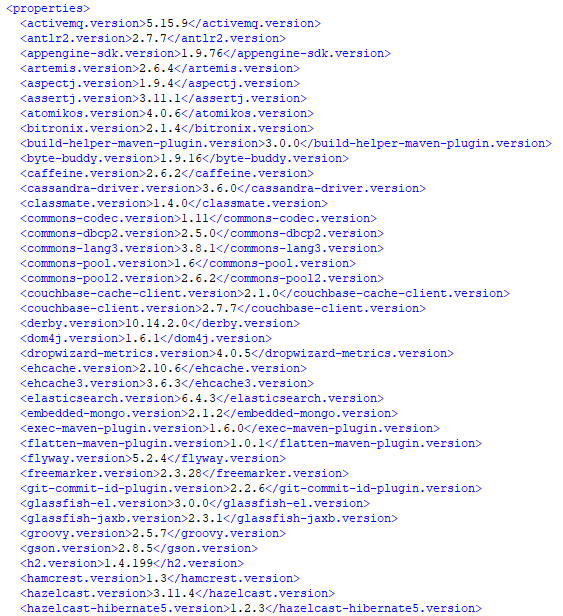 <properties>
<activemq.version>5.15.9</activemq.version>
<antlr2.version>2.7.7</antlr2.version>
<appengine-sdk.version>1.9.76</appengine-sdk.version>
<artemis.version>2.6.4</artemis.version>
<aspectj.version>1.9.4</aspectj.version>
<assertj.version>3.11.1</assertj.version>
<atomikos.version>4.0.6</atomikos.version>
<bitronix.version>2.1.4</bitronix.version>
<build-helper-maven-plugin.version>3.0.0</build-helper-maven-plugin.version>
<byte-buddy.version>1.9.16</byte-buddy.version>
<caffeine.version>2.6.2</caffeine.version>
<cassandra-driver.version>3.6.0</cassandra-driver.version>
<classmate.version>1.4.0</classmate.version>
<commons-codec.version>1.11</commons-codec.version>
<commons-dbcp2.version>2.5.0</commons-dbcp2.version>
<commons-lang3.version>3.8.1</commons-lang3.version>
<commons-pool.version>1.6</commons-pool.version>
<commons-pool2.version>2.6.2</commons-pool2.version>
<couchbase-cache-client.version>2.1.0</couchbase-cache-client.version>
<couchbase-client.version>2.7.7</couchbase-client.version>
<derby.version>10.14.2.0</derby.version>
<dom4j.version>1.6.1</dom4j.version>
<dropwizard-metrics.version>4.0.5</dropwizard-metrics.version>
<ehcache.version>2.10.6</ehcache.version>
<ehcache3.version>3.6.3</ehcache3.version>
<elasticsearch.version>6.4.3</elasticsearch.version>
<embedded-mongo.version>2.1.2</embedded-mongo.version>
<exec-maven-plugin.version>1.6.0</exec-maven-plugin.version>
<flatten-maven-plugin.version>1.0.1</flatten-maven-plugin.version>
<flyway.version>5.2.4</flyway.version>
<freemarker.version>2.3.28</freemarker.version>
<git-commit-id-plugin.version>2.2.6</git-commit-id-plugin.version>
<glassfish-el.version>3.0.0</glassfish-el.version>
<glassfish-jaxb.version>2.3.1</glassfish-jaxb.version>
<groovy.version>2.5.7</groovy.version>
<gson.version>2.8.5</gson.version>
<h2.version>1.4.199</h2.version>
<hamcrest.version>1.3</hamcrest.version>
<hazelcast.version>3.11.4</hazelcast.version>
<hazelcast-hibernate5.version>1.2.3</hazelcast-hibernate5.version>